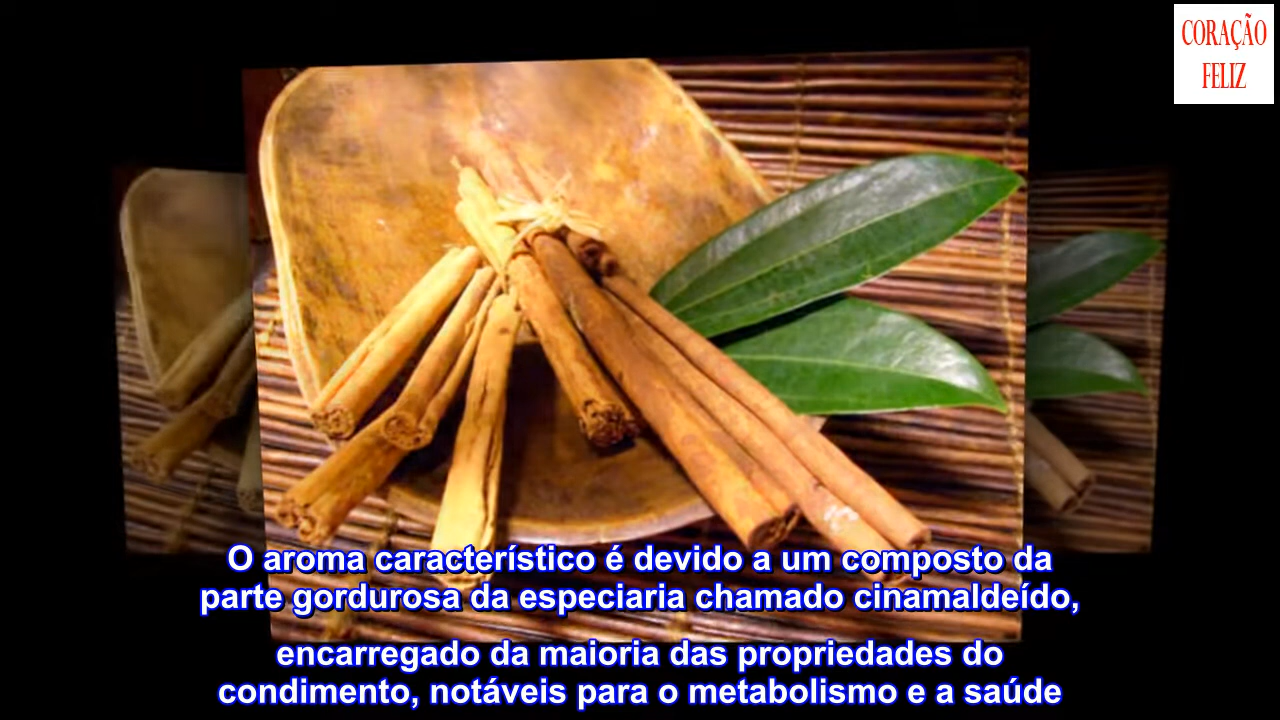 CORAÇÃO
FELIZ
O aroma característico é devido a um composto da
parte gordurosa da especiaria chamado cinamaldeído,
encarregado da maioria das propriedades do
condimento, notáveis para o metabolismo e a saúde